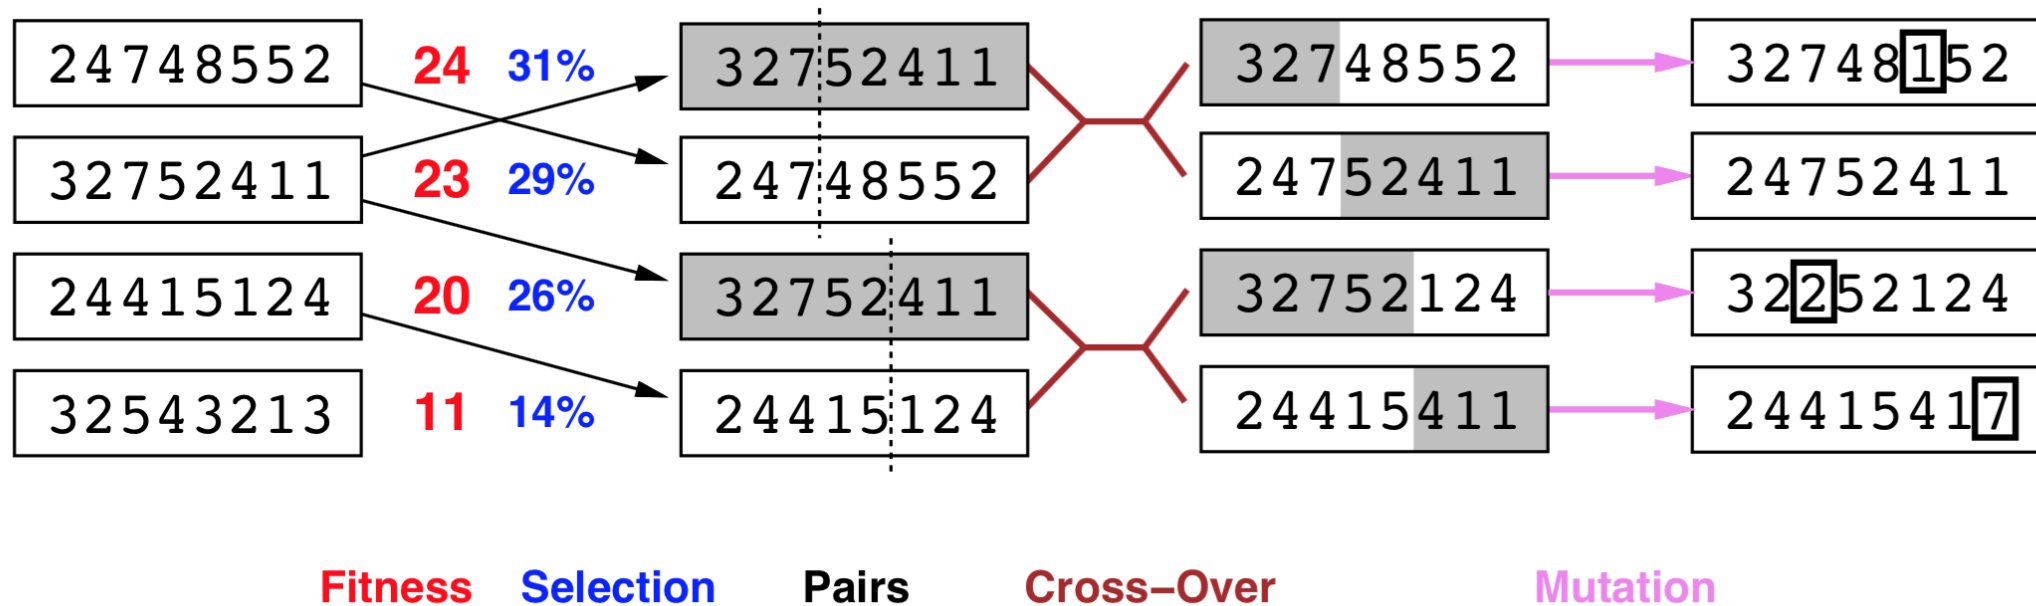 24748552 24 31% 32752411 32748552 32748152
32752411 23 29% 24748552 24752411 24752411
24415124 20 26% 32752411 32752124 32252124
32543213 11 14% 24415124 24415411 24415417
Fitness Selection Pairs Cross–Over Mutation